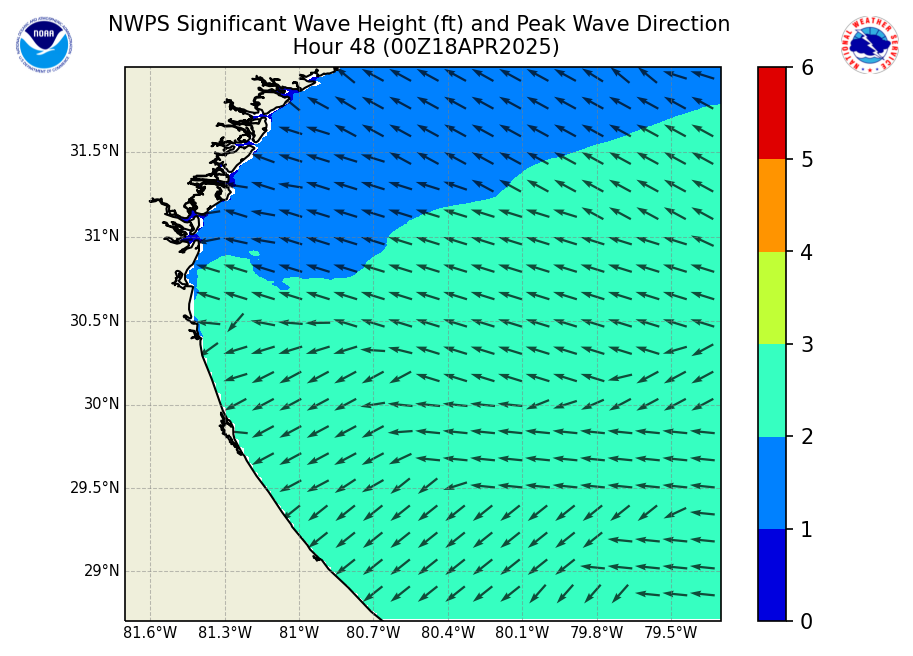 NWPS Significant Wave Height (ft) and Peak Wave Direction
Hour 48 (00Z18APR2025)
NOAA
NATIONAL WEATHER SERVICE
31.5°N
31°N
30.5°N
30°N
29.5°N
29°N
81.6°W 81.3°W 81°W 80.7°W 80.4°W 80.1°W 79.8°W 79.5°W
6
5
4
3
2
1
0